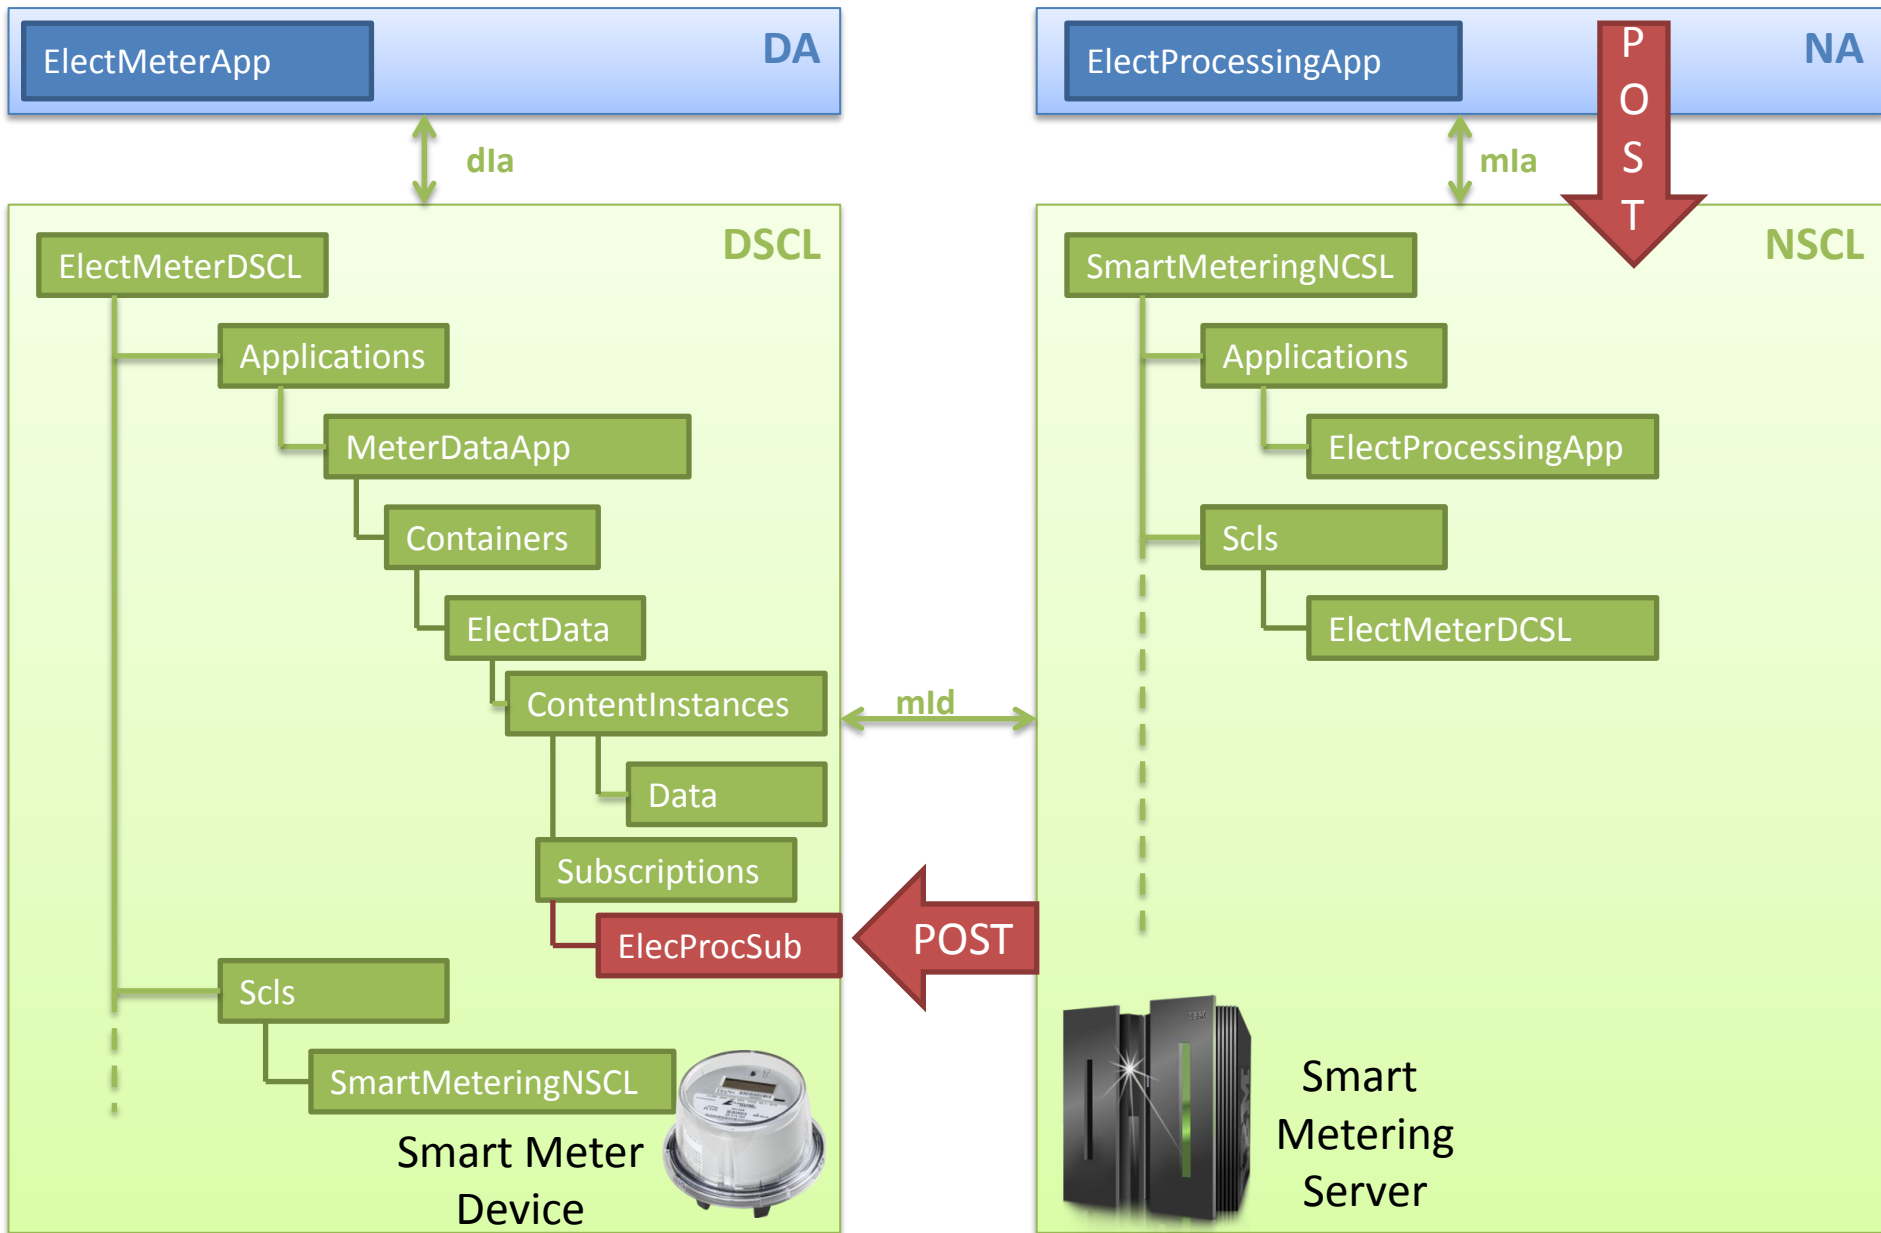 ElectMeterApp
DA
dIa
DSCL
ElectMeterDSCL
Applications
MeterDataApp
Containers
ElectData
ContentInstances
Data
Subscriptions
ElecProcSub
Scls
SmartMeteringNSCL
Smart Meter
Device
mId
POST
ElectProcessingApp
NA
P
O
S
T
mIa
NSCL
SmartMeteringNCSL
Applications
ElectProcessingApp
Scls
ElectMeterDCSL
IBM
Smart
Metering
Server